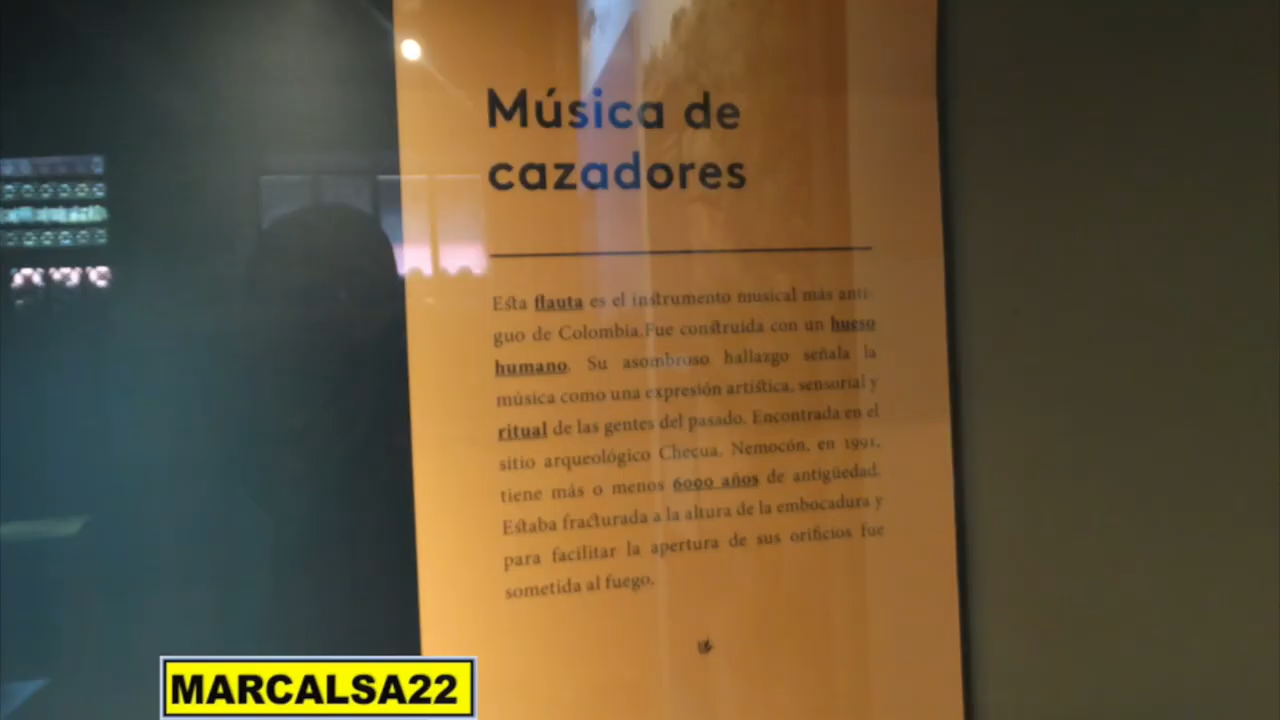 Música de
cazadores
Esta flauta es el instrumento musical más anti-
guo de Colombia.Fue construida con un hueso
humano. Su asombroso hallazgo señala la
música como una expresión artística, sensorial y
ritual de las gentes del pasado. Encontrada en el
sitio arqueológico Checua, Nemocón, en 1991,
tiene más o menos 6000 años de antigüedad.
Estaba fracturada a la altura de la embocadura y
para facilitar la apertura de sus orificios fue
sometida al fuego.
MARCALSA22